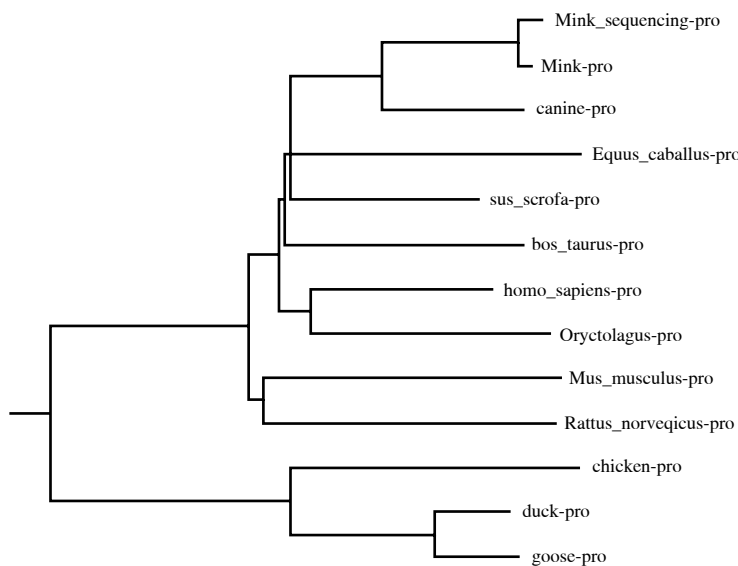 Mink_sequencing-pro
Mink-pro
canine-pro
Equus_caballus-pro
sus_scrofa-pro
bos_taurus-pro
homo_sapiens-pro
Oryctolagus-pro
Mus_musculus-pro
Rattus_norveqicus-pro
chicken-pro
duck-pro
goose-pro